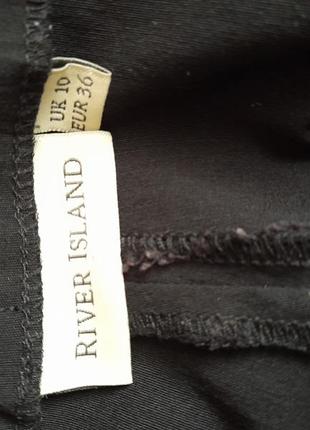 UK 10
EUR 36
RIVER ISLAND